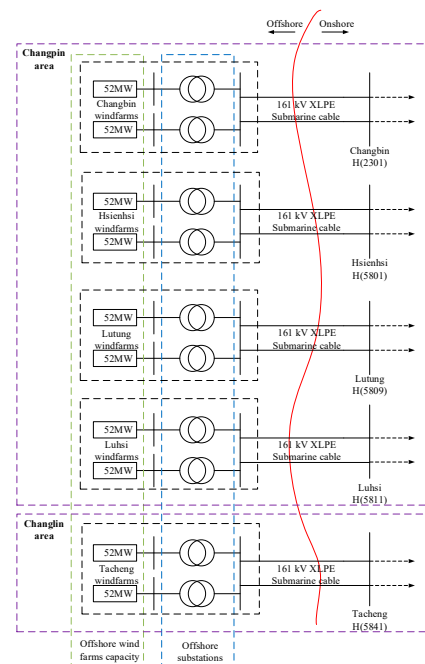 Offshore Onshore
Changpin
area
52MW
Changbin
windfarms
52MW
161 kV XLPE
Submarine cable
Changbin
H(2301)
52MW
Hsienhsi
windfarms
52MW
161 kV XLPE
Submarine cable
Hsienhsi
H(5801)
52MW
Lutung
windfarms
52MW
161 kV XLPE
Submarine cable
Lutung
H(5809)
52MW
Luhsi
windfarms
52MW
161 kV XLPE
Submarine cable
Luhsi
H(5811)
Changlin
area
52MW
Tacheng
windfarms
52MW
161 kV XLPE
Submarine cable
Tacheng
H(5841)
Offshore wind
farms capacity
Offshore
substations